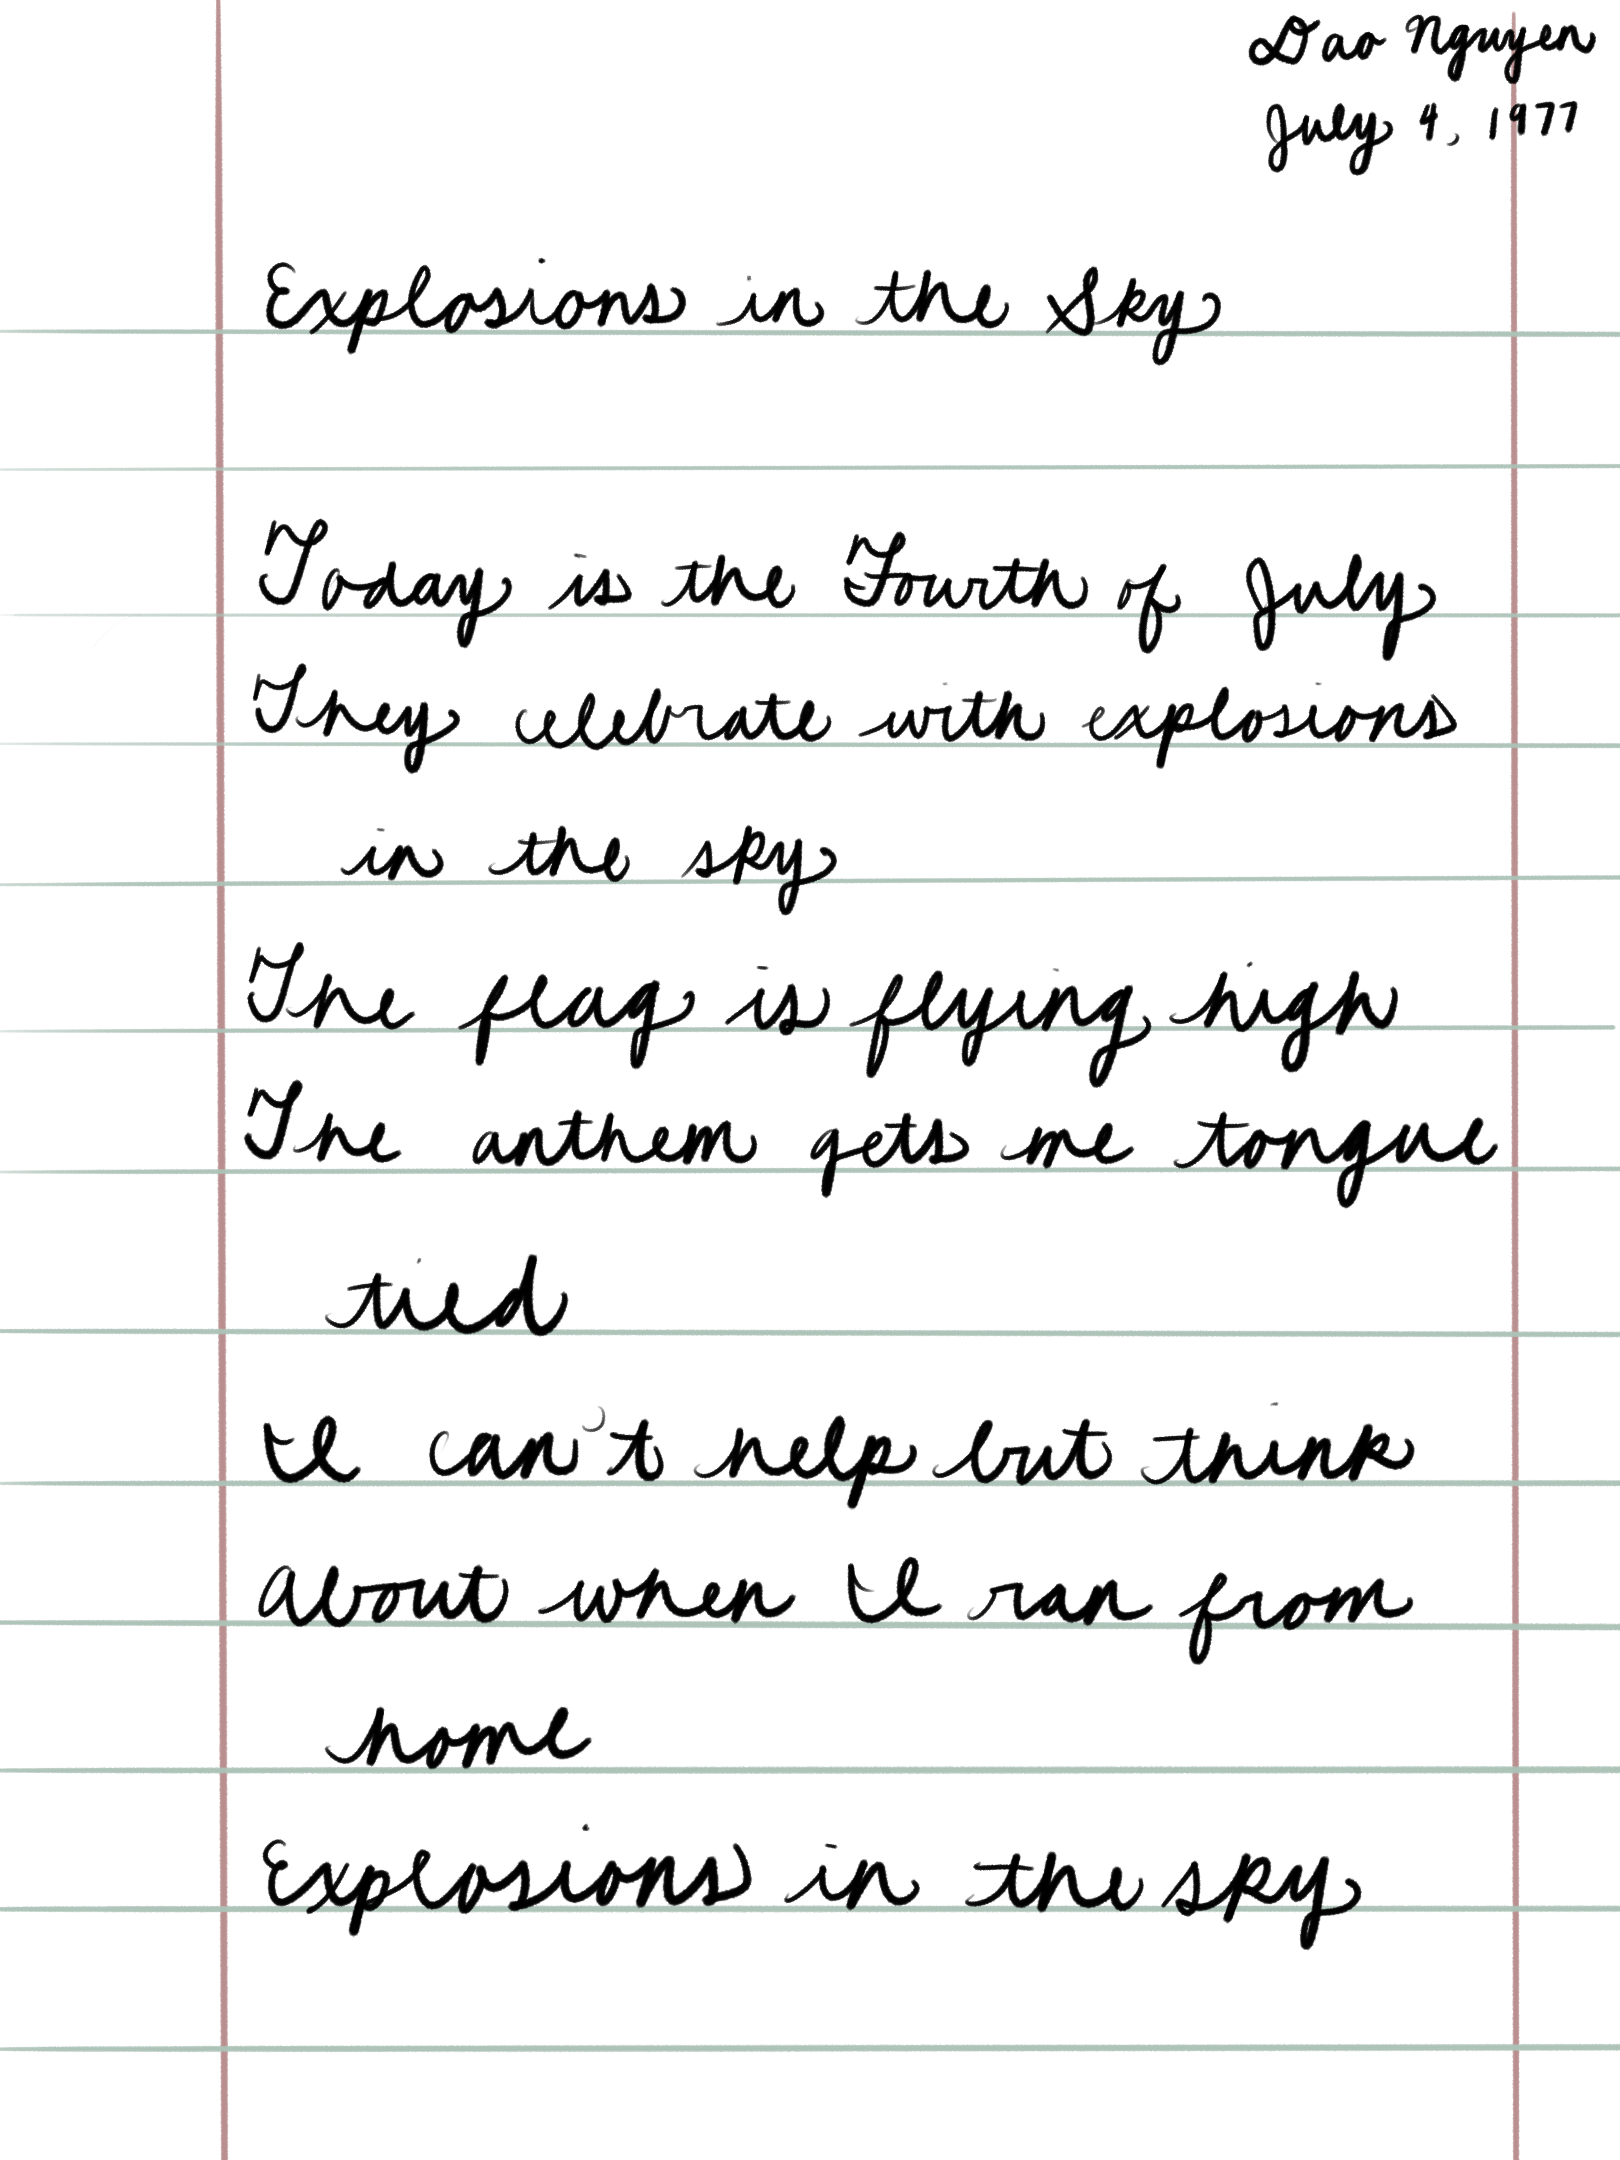 Dao Nguyen
July 4, 1977
Explosions in the Sky
Today is the Fourth of July
They celebrate with explosions
in the sky
The flag is flying high
The anthem gets me tongue
tied
I can't help but think
about when I ran from
home
Explosions in the sky